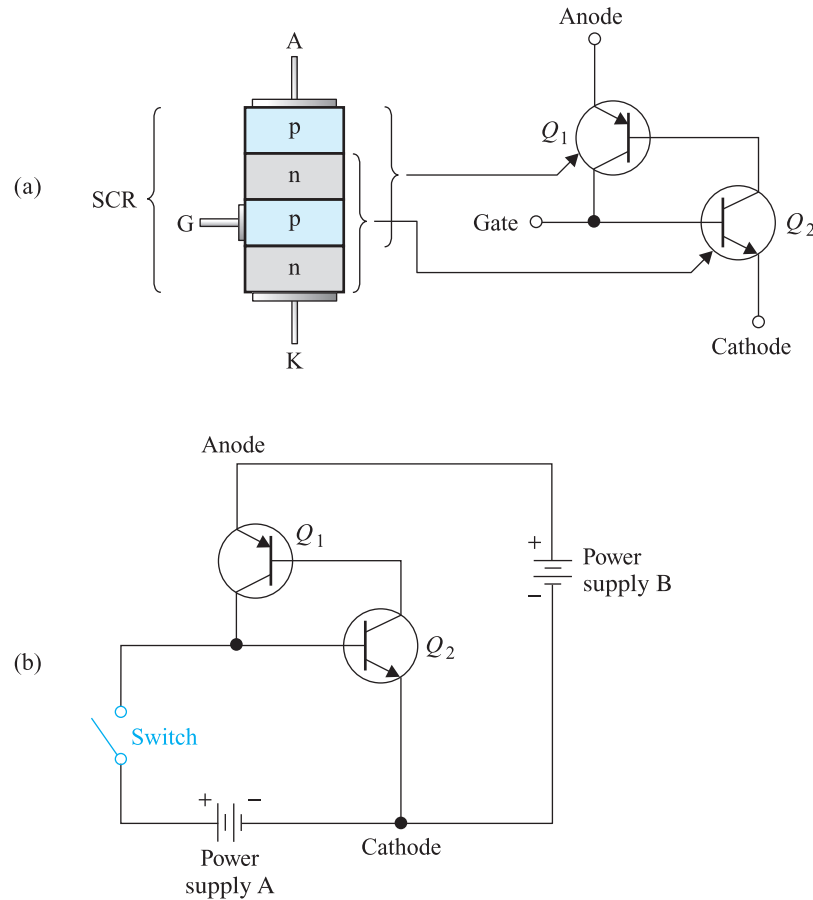 A
Anode
p
Q1
n
(a)
SCR
G
p
Gate
Q2
n
K
Cathode
Anode
Q1
+
Power
supply B
−
Q2
(b)
Switch
+
−
Cathode
Power
supply A